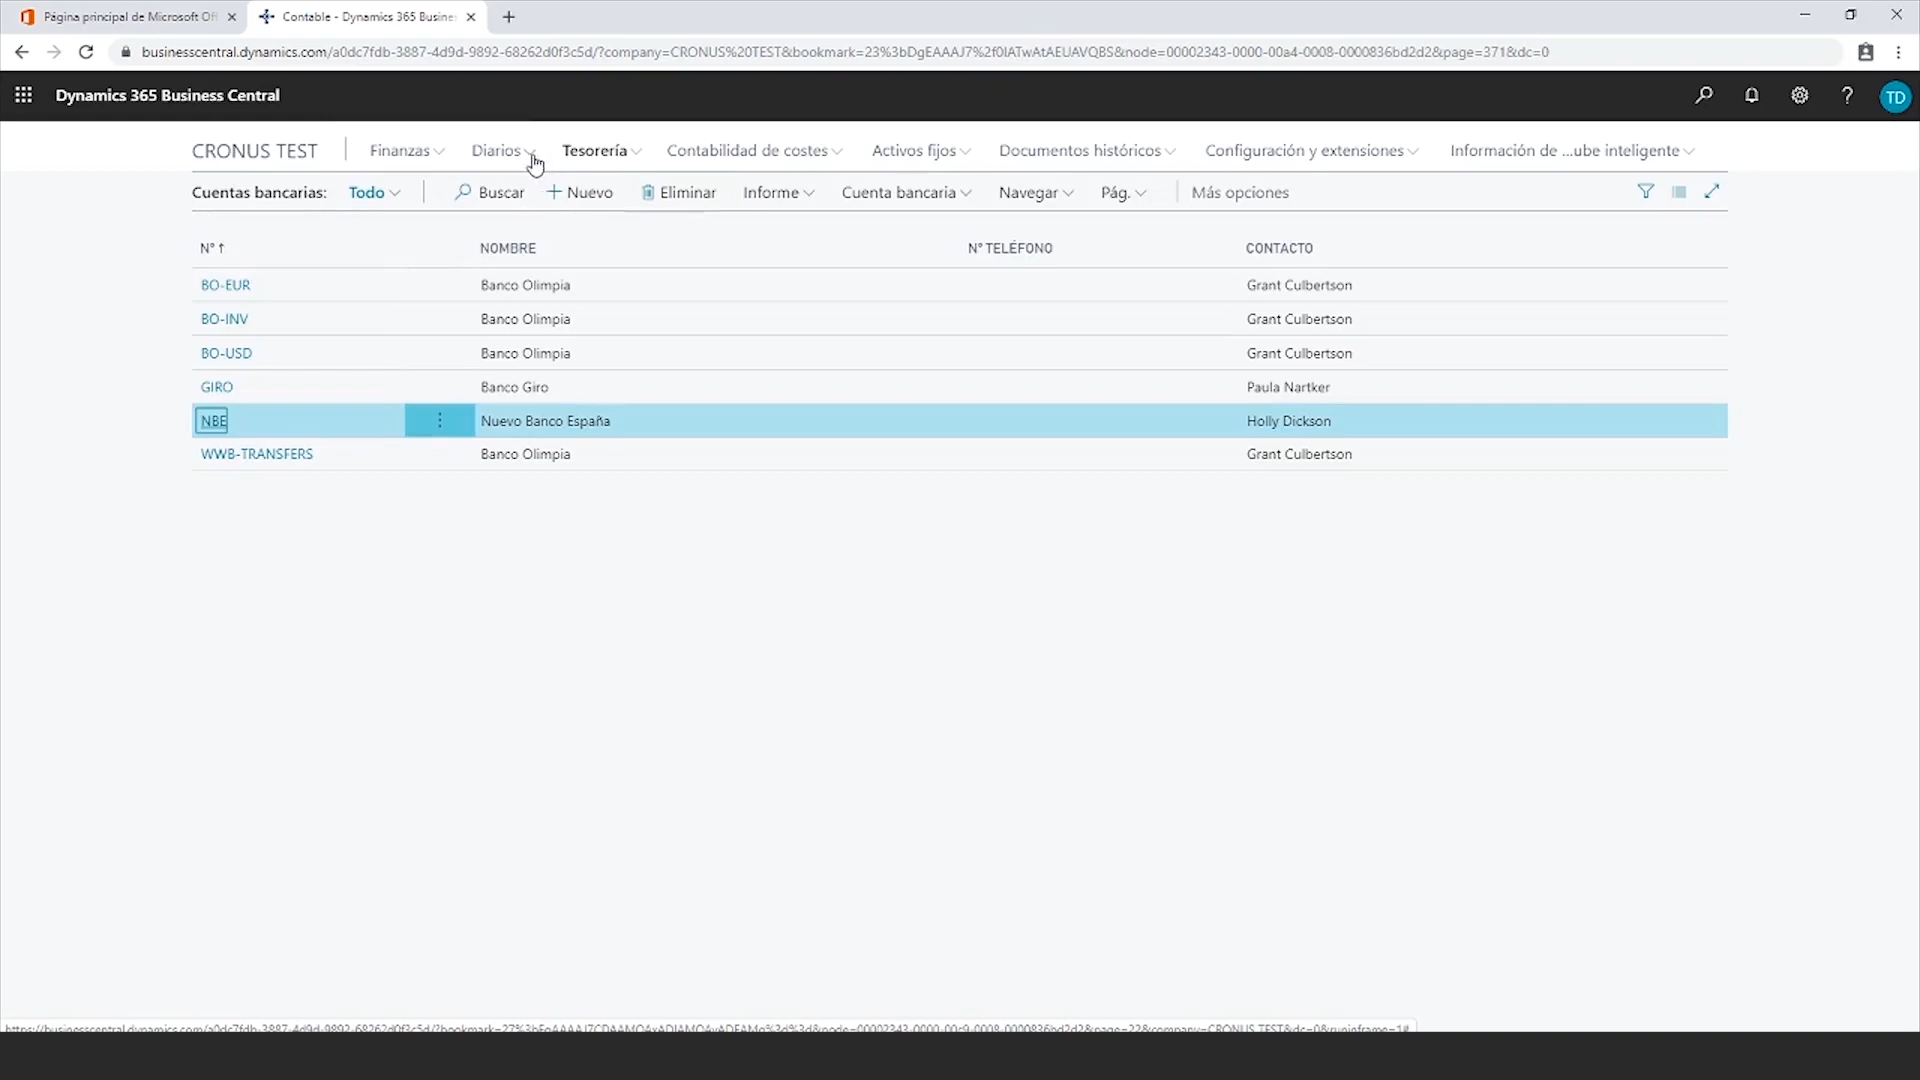 Página principal de Microsoft Off
Contable - Dynamics 365 Busine
businesscentral.dynamics.com/a0dc7fdb-3887-4d9d-9892-68262d0f3c5d/?company=CRONUS%20TEST&bookmark=23%3bDgEAAAJ7%2f0IATwAtAEUAVQBS&node=00002343-0000-00a4-0008-0000836bd2d2&page=371&dc=0
Dynamics 365 Business Central
? TD
CRONUS TEST Finanzas Diarios Tesorería Contabilidad de costes Activos fijos Documentos históricos Configuración y extensiones Información de ...ube inteligente
Cuentas bancarias: Todo Buscar + Nuevo Eliminar Informe Cuenta bancaria Navegar Pág. Más opciones
Nº ↑ NOMBRE Nº TELÉFONO CONTACTO
BO-EUR Banco Olimpia Grant Culbertson
BO-INV Banco Olimpia Grant Culbertson
BO-USD Banco Olimpia Grant Culbertson
GIRO Banco Giro Paula Nartker
NBE Nuevo Banco España Holly Dickson
WWB-TRANSFERS Banco Olimpia Grant Culbertson